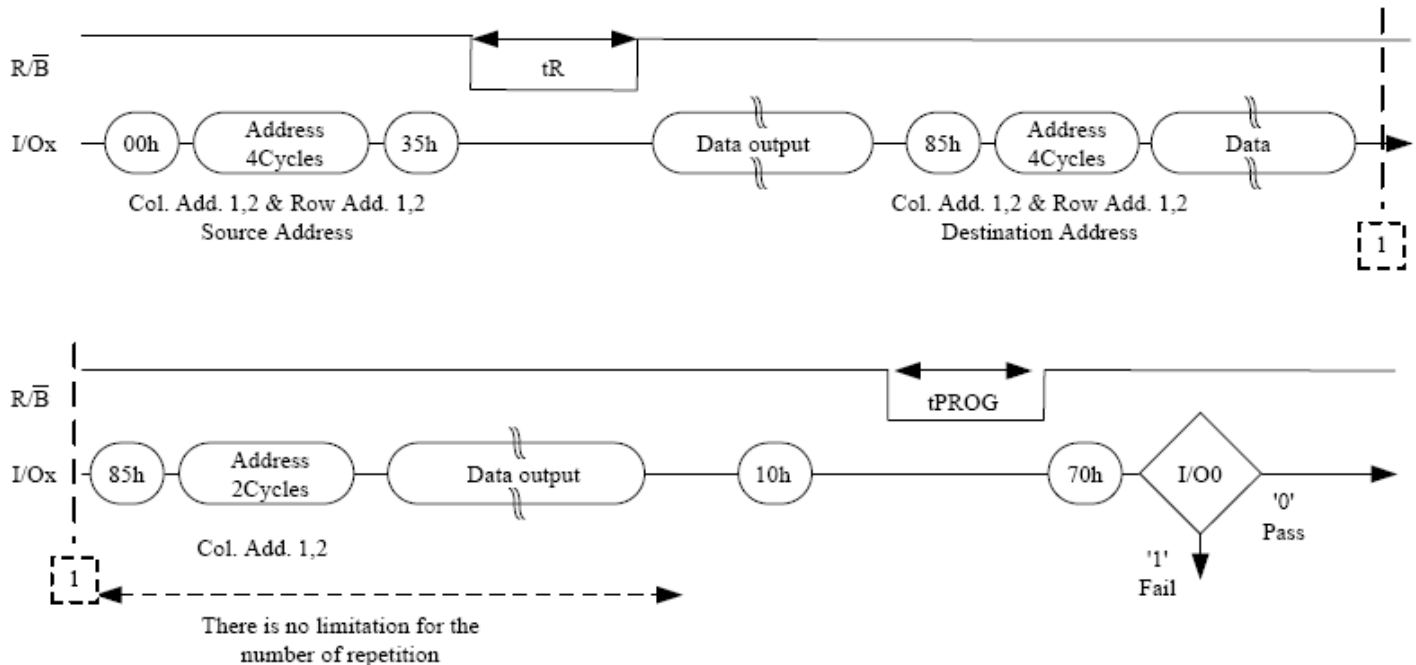 R/B
tR
I/Ox
00h
Address
4Cycles
35h
Data output
85h
Address
4Cycles
Data
Col. Add. 1,2 & Row Add. 1,2
Source Address
Col. Add. 1,2 & Row Add. 1,2
Destination Address
1
R/B
tPROG
I/Ox
85h
Address
2Cycles
Data output
10h
70h
I/O0
'0'
Pass
'1'
Fail
Col. Add. 1,2
1
There is no limitation for the
number of repetition